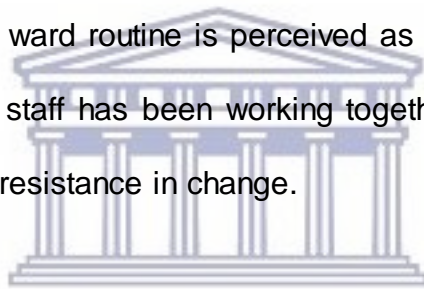 ward routine is perceived as
staff has been working togeth
resistance in change.